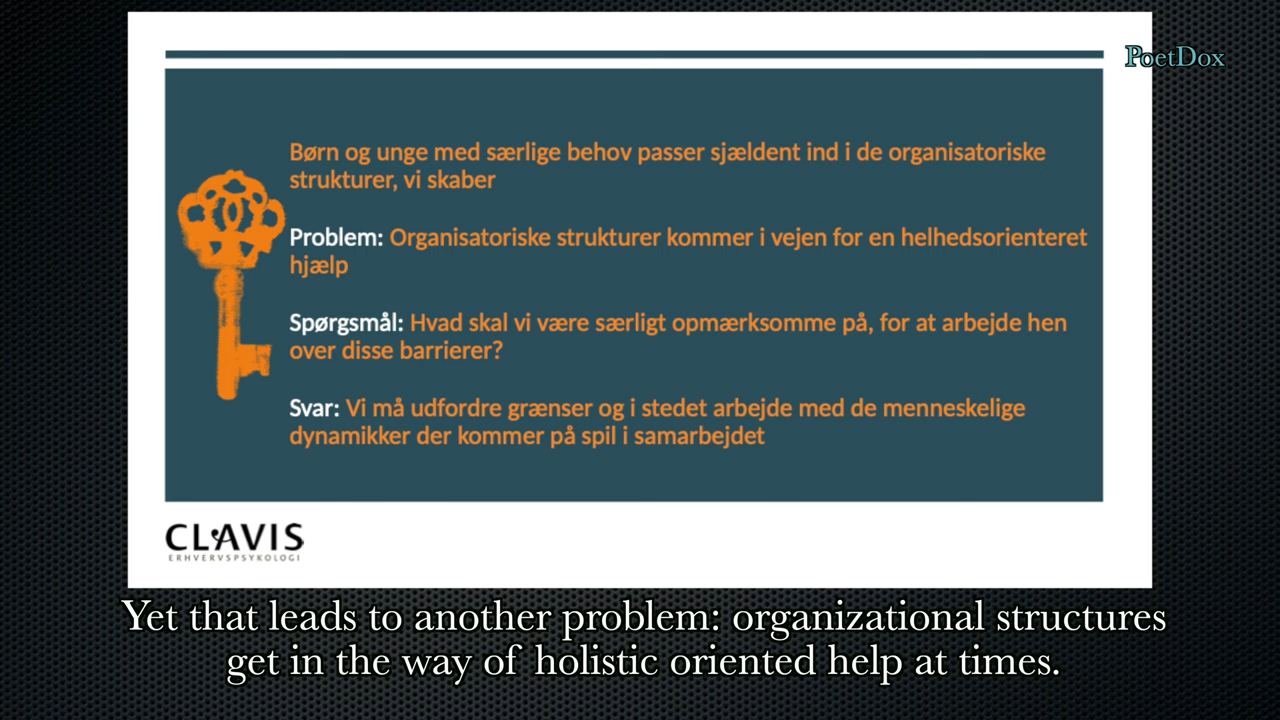 PoetDox
Børn og unge med særlige behov passer sjældent ind i de organisatoriske
strukturer, vi skaber
Problem: Organisatoriske strukturer kommer i vejen for en helhedsorienteret
hjælp
Spørgsmål: Hvad skal vi være særligt opmærksomme på, for at arbejde hen
over disse barrierer?
Svar: Vi må udfordre grænser og i stedet arbejde med de menneskelige
dynamikker der kommer på spil i samarbejdet
CLAVIS
ERHVERVSPSYKOLOGI
Yet that leads to another problem: organizational structures
get in the way of holistic oriented help at times.